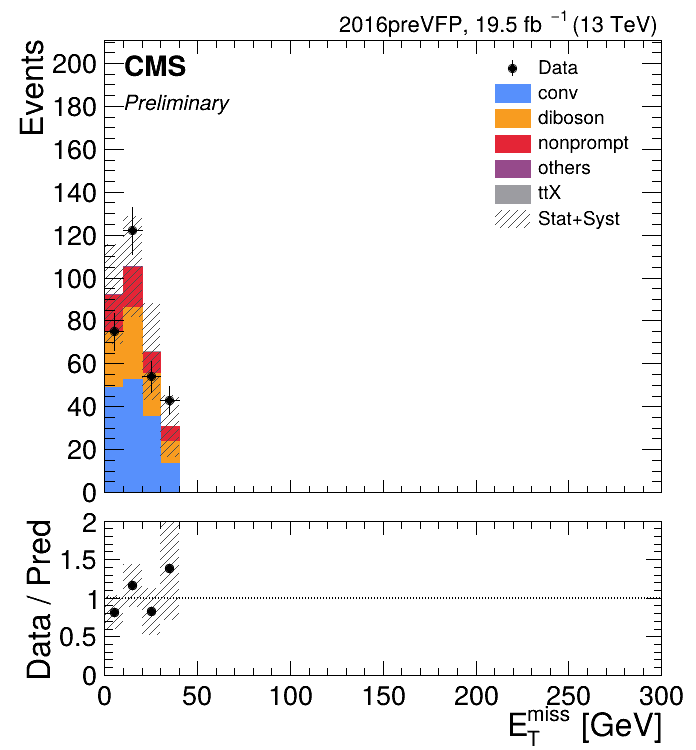 2016preVFP, 19.5 fb⁻¹ (13 TeV)
Events
CMS
Preliminary
Data
conv
diboson
nonprompt
others
ttX
Stat+Syst
200
180
160
140
120
100
80
60
40
20
0
Data / Pred
2
1.5
1
0.5
0
0 50 100 150 200 250 300
E_T^miss [GeV]